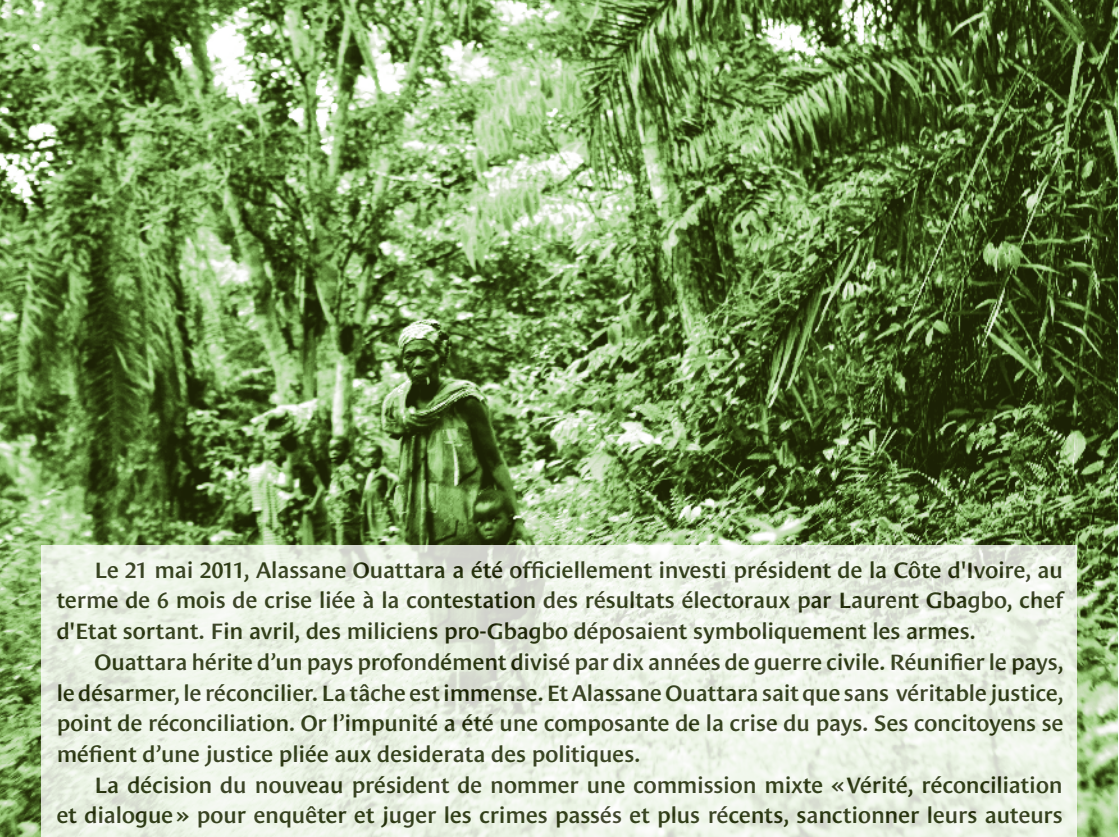 Le 21 mai 2011, Alassane Ouattara a été officiellement investi président de la Côte d'Ivoire, au
terme de 6 mois de crise liée à la contestation des résultats électoraux par Laurent Gbagbo, chef
d'Etat sortant. Fin avril, des miliciens pro-Gbagbo déposaient symboliquement les armes.
Ouattara hérite d’un pays profondément divisé par dix années de guerre civile. Réunifier le pays,
le désarmer, le réconcilier. La tâche est immense. Et Alassane Ouattara sait que sans véritable justice,
point de réconciliation. Or l’impunité a été une composante de la crise du pays. Ses concitoyens se
méfient d’une justice pliée aux desiderata des politiques.
La décision du nouveau président de nommer une commission mixte « Vérité, réconciliation
et dialogue » pour enquêter et juger les crimes passés et plus récents, sanctionner leurs auteurs